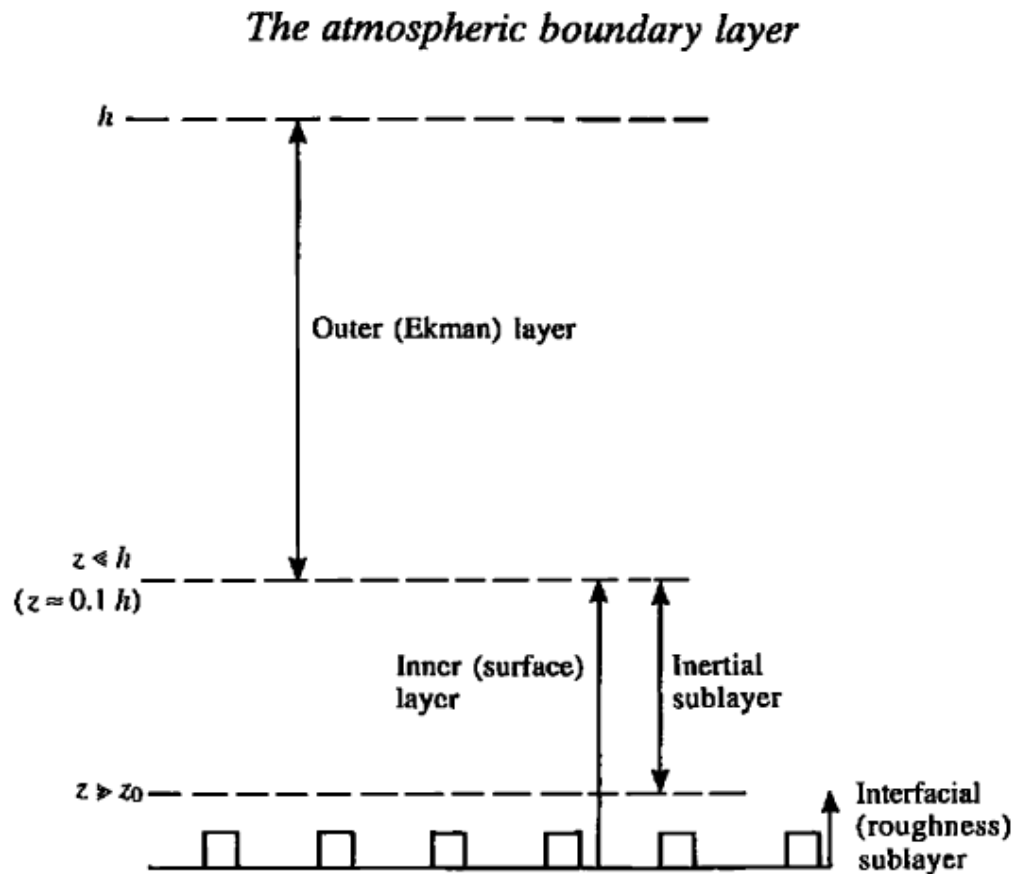 The atmospheric boundary layer
h
Outer (Ekman) layer
z ≪ h
(z ≈ 0.1 h)
Inner (surface)
layer
Inertial
sublayer
z ≫ z₀
Interfacial
(roughness)
sublayer